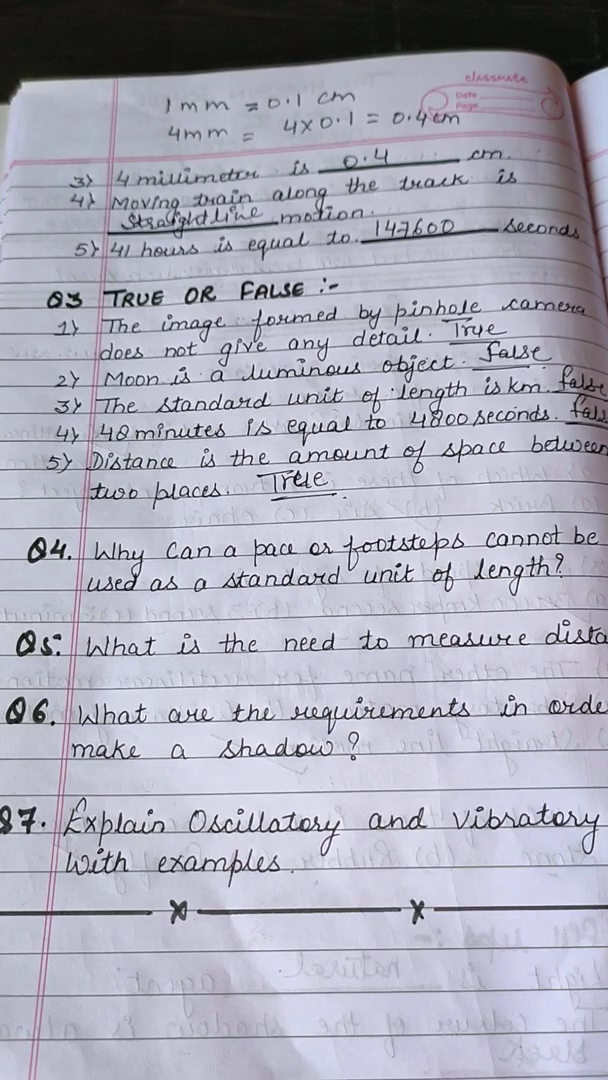 classmate
Date
Page
1 mm = 0.1 cm
4mm = 4x0.1 = 0.4cm
3) 4 millimeter is 0.4 cm.
4) Moving train along the track is
Straightline motion.
5) 41 hours is equal to. 147600 Seconds
Q3 TRUE OR FALSE :-
1) The image formed by pinhole camera
does not give any detail. True
2) Moon is a luminous object. false
3) The standard unit of length is km. false
4) 48 minutes is equal to 4800 seconds. fals
5) Distance is the amount of space between
two places. True
Q4. Why can a pace or footsteps cannot be
used as a standard unit of length?
Q5. What is the need to measure dista
Q6. What are the requirements in orde
make a shadow?
Q7. Explain Oscillatory and vibratory
with examples.